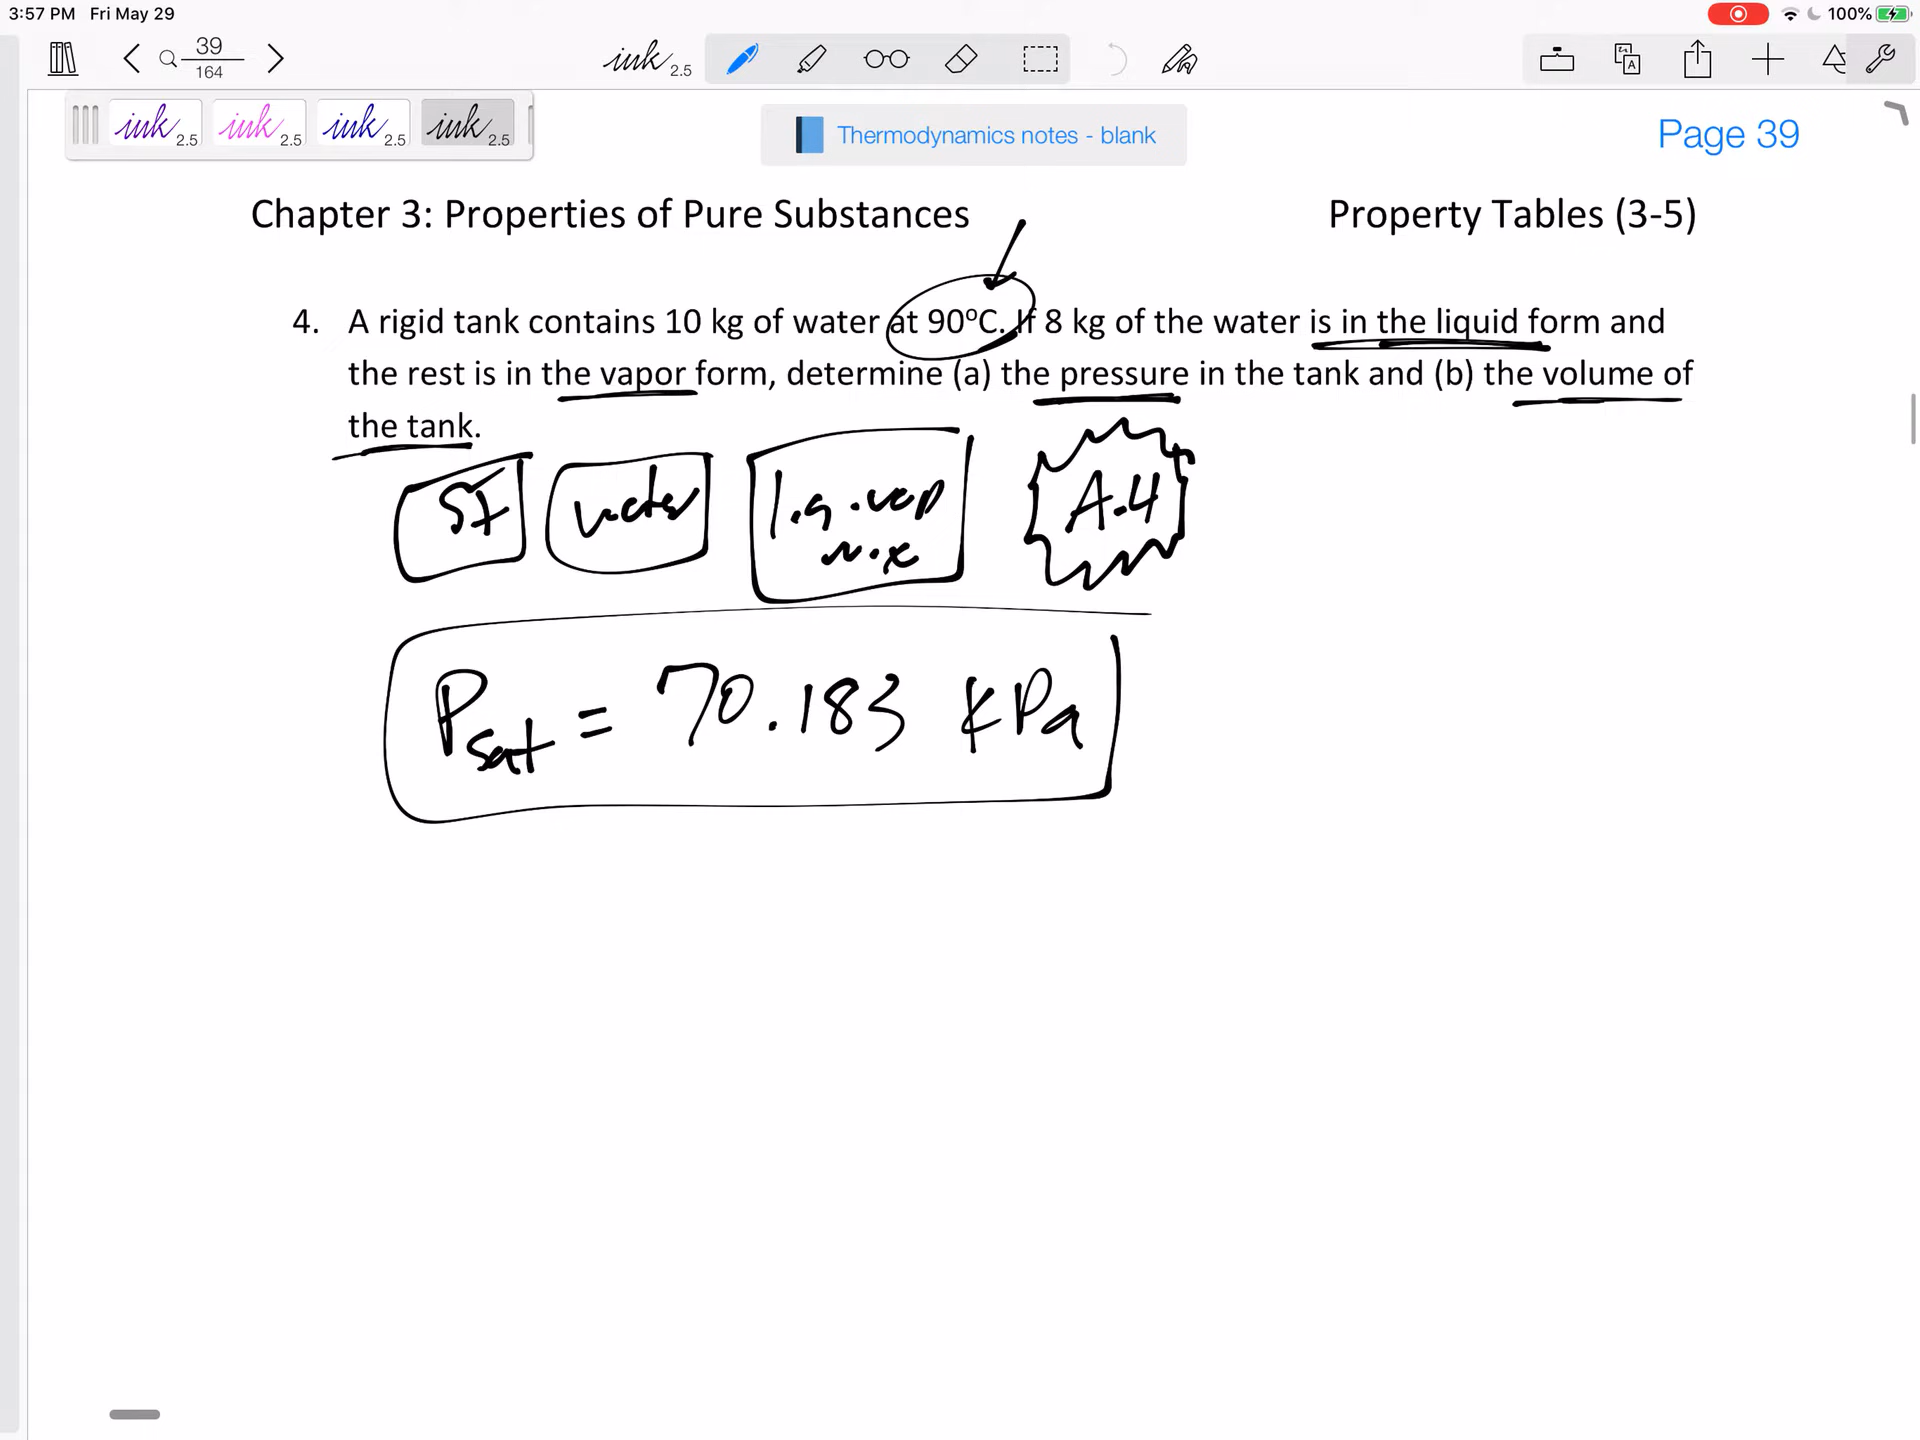 3:57 PM Fri May 29
100%
39
164
ink 2.5
ink 2.5
ink 2.5
ink 2.5
ink 2.5
Thermodynamics notes - blank
Page 39
Chapter 3: Properties of Pure Substances
Property Tables (3-5)
4. A rigid tank contains 10 kg of water at 90°C. If 8 kg of the water is in the liquid form and
the rest is in the vapor form, determine (a) the pressure in the tank and (b) the volume of
the tank.
SI
water
liq.vap
mix
A-4
Psat = 70.183 kPa